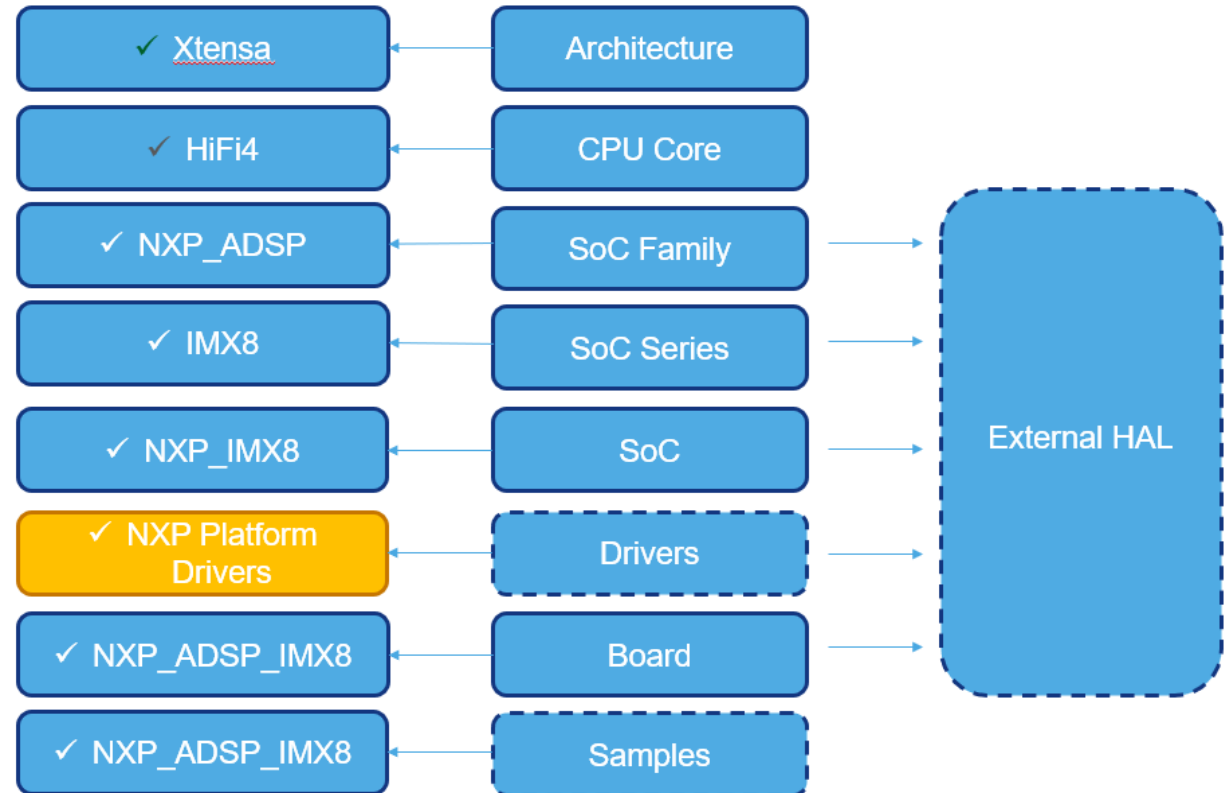 ✓ Xtensa
Architecture
✓ HiFi4
CPU Core
✓ NXP_ADSP
SoC Family
✓ IMX8
SoC Series
External HAL
✓ NXP_IMX8
SoC
✓ NXP Platform
Drivers
Drivers
✓ NXP_ADSP_IMX8
Board
✓ NXP_ADSP_IMX8
Samples